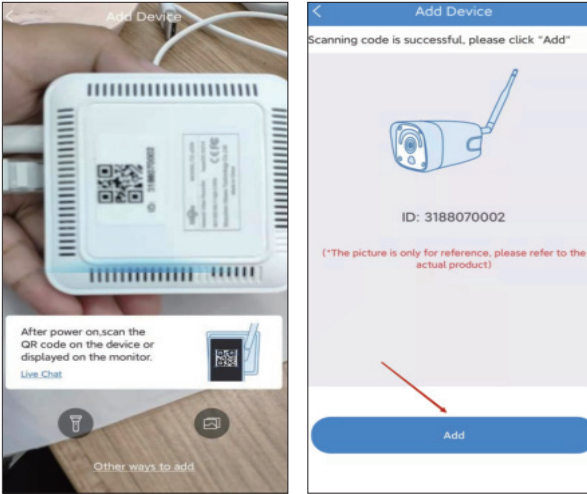 Add Device
ID: 3188070002
After power on,scan the
QR code on the device or
displayed on the monitor.
Live Chat
Other ways to add
Add Device
Scanning code is successful, please click "Add"
ID: 3188070002
(*The picture is only for reference, please refer to the
actual product)
Add